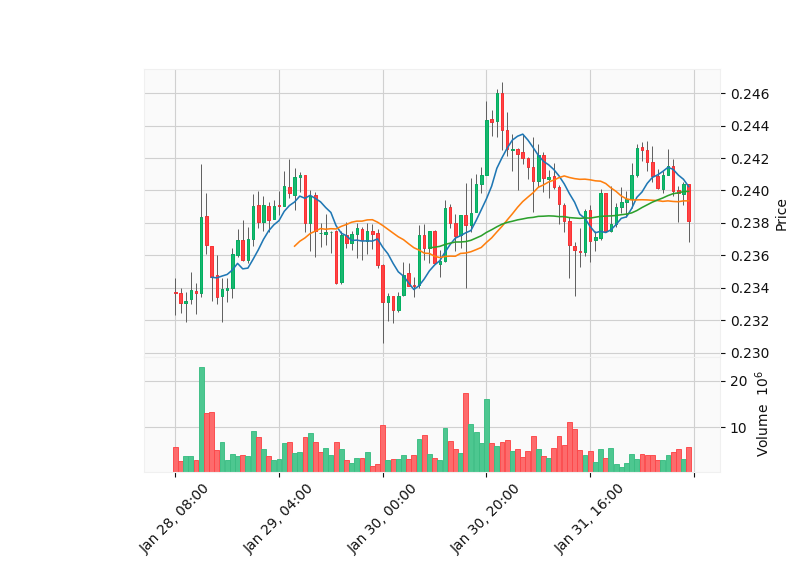 0.246
0.244
0.242
0.240
0.238
0.236
0.234
0.232
0.230
Price
20
10
Volume 10^6
Jan 28, 08:00
Jan 29, 04:00
Jan 30, 00:00
Jan 30, 20:00
Jan 31, 16:00